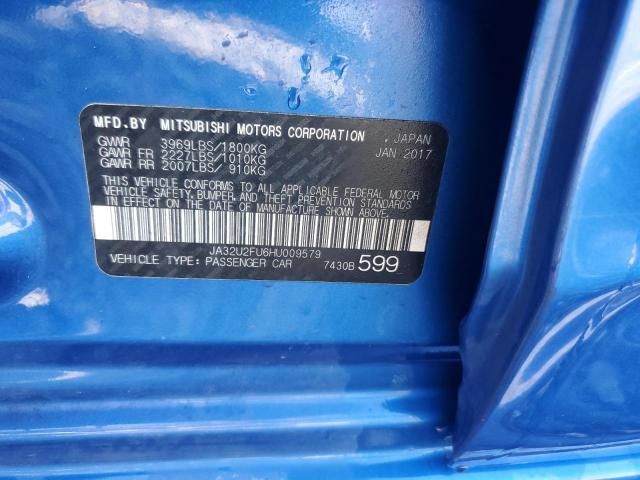 MFD.BY MITSUBISHI MOTORS CORPORATION , JAPAN
GVWR 3969LBS/1800KG JAN 2017
GAWR FR 2227LBS/1010KG
GAWR RR 2007LBS/ 910KG
THIS VEHICLE CONFORMS TO ALL APPLICABLE FEDERAL MOTOR
VEHICLE SAFETY, BUMPER, AND THEFT PREVENTION STANDARDS
IN EFFECT ON THE DATE OF MANUFACTURE SHOWN ABOVE.
JA32U2FU6HU009579
VEHICLE TYPE: PASSENGER CAR 7430B 599